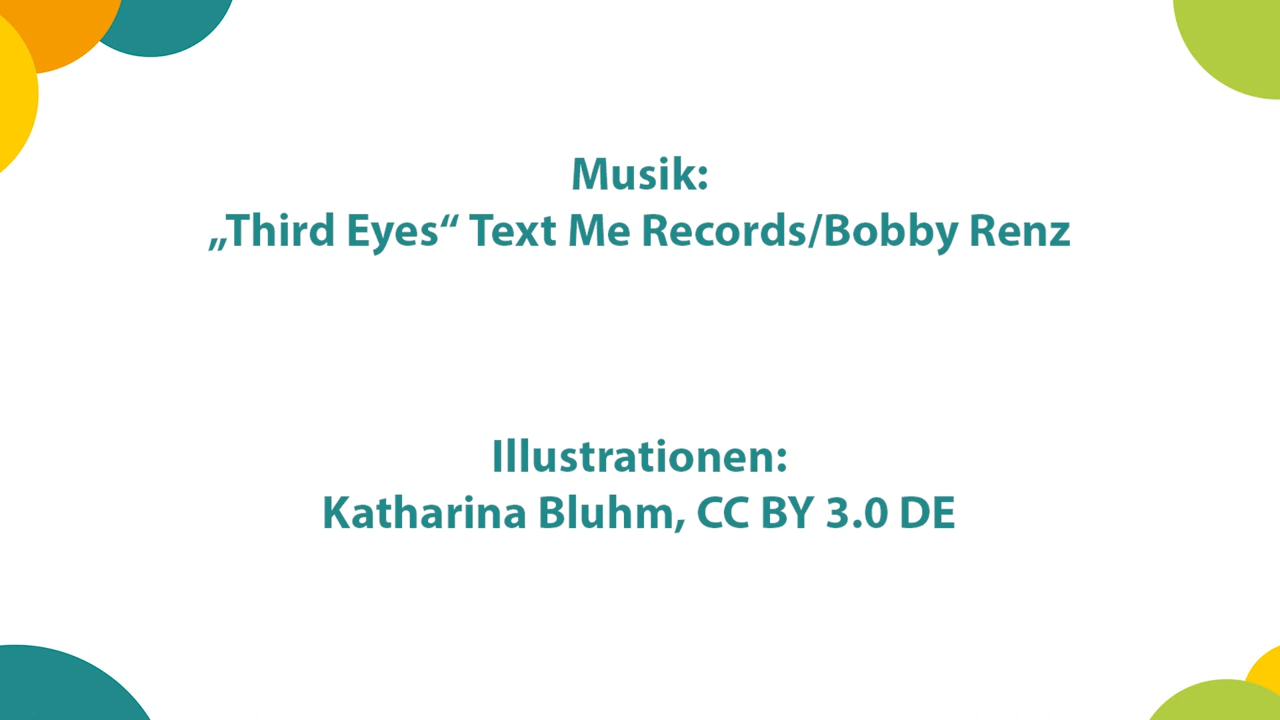 Musik:
„Third Eyes“ Text Me Records/Bobby Renz
Illustrationen:
Katharina Bluhm, CC BY 3.0 DE